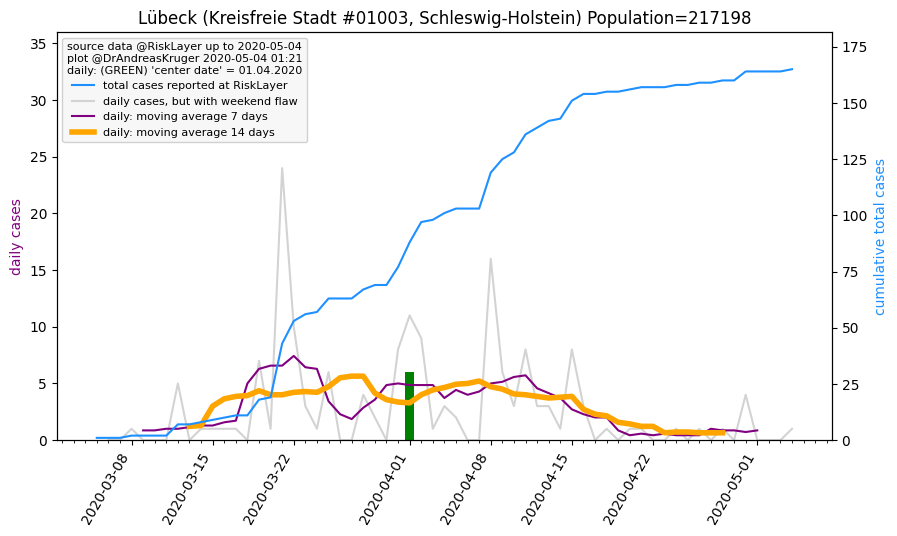 Lübeck (Kreisfreie Stadt #01003, Schleswig-Holstein) Population=217198
source data @RiskLayer up to 2020-05-04
plot @DrAndreasKruger 2020-05-04 01:21
daily: (GREEN) 'center date' = 01.04.2020
total cases reported at RiskLayer
daily cases, but with weekend flaw
daily: moving average 7 days
daily: moving average 14 days
daily cases
35
30
25
20
15
10
5
0
175
150
125
100
75
50
25
0
cumulative total cases
2020-03-08
2020-03-15
2020-03-22
2020-04-01
2020-04-08
2020-04-15
2020-04-22
2020-05-01